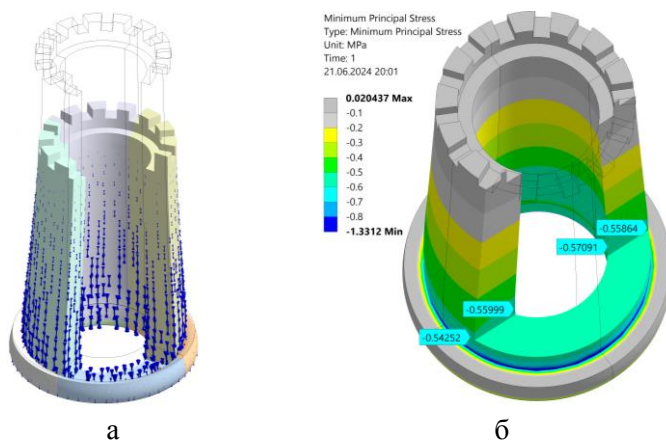 Minimum Principal Stress
Type: Minimum Principal Stress
Unit: MPa
Time: 1
21.06.2024 20:01
0.020437 Max
-0.1
-0.2
-0.3
-0.4
-0.5
-0.6
-0.7
-0.8
-1.3312 Min
-0.55864
-0.57091
-0.55999
-0.54252
а
б